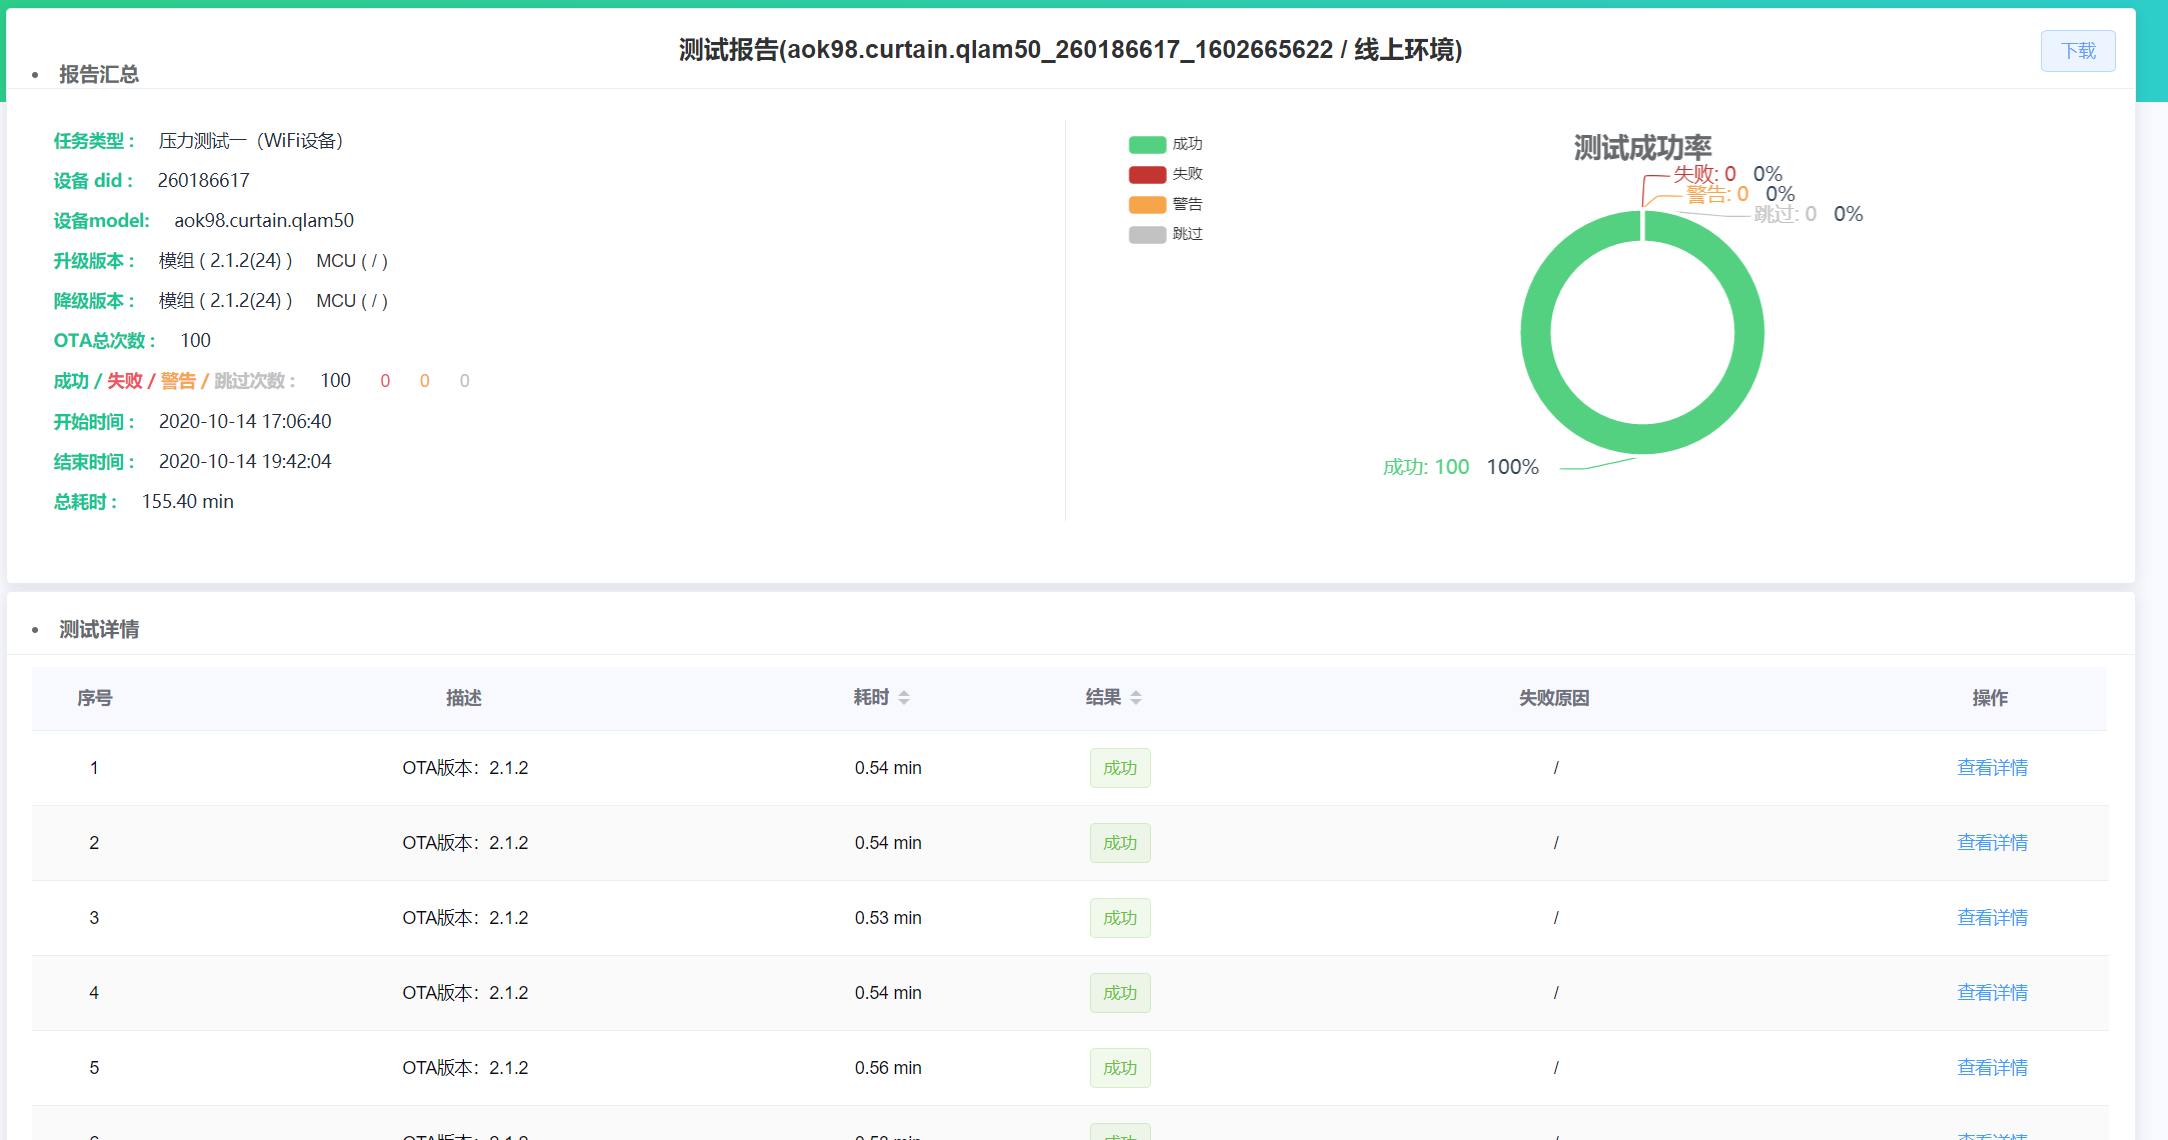 测试报告(aok98.curtain.qlam50_260186617_1602665622 / 线上环境)
下载
• 报告汇总
任务类型： 压力测试一（WiFi设备）
设备 did： 260186617
设备model: aok98.curtain.qlam50
升级版本： 模组 ( 2.1.2(24) ) MCU ( / )
降级版本： 模组 ( 2.1.2(24) ) MCU ( / )
OTA总次数： 100
成功 / 失败 / 警告 / 跳过次数： 100 0 0 0
开始时间： 2020-10-14 17:06:40
结束时间： 2020-10-14 19:42:04
总耗时： 155.40 min
成功
失败
警告
跳过
测试成功率
失败: 0 0%
警告: 0 0%
跳过: 0 0%
成功: 100 100%
• 测试详情
序号 描述 耗时 结果 失败原因 操作
1 OTA版本：2.1.2 0.54 min 成功 / 查看详情
2 OTA版本：2.1.2 0.54 min 成功 / 查看详情
3 OTA版本：2.1.2 0.53 min 成功 / 查看详情
4 OTA版本：2.1.2 0.54 min 成功 / 查看详情
5 OTA版本：2.1.2 0.56 min 成功 / 查看详情